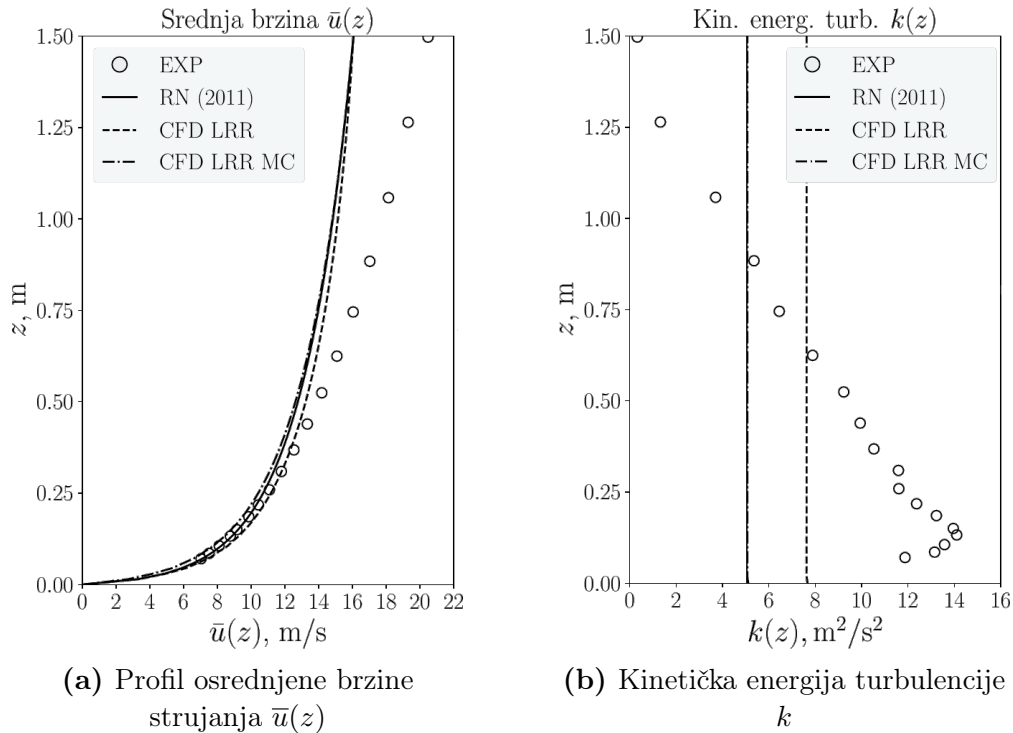 Srednja brzina ū(z)
1.50
1.25
1.00
0.75
0.50
0.25
0.00
z, m
EXP
RN (2011)
CFD LRR
CFD LRR MC
0 2 4 6 8 10 12 14 16 18 20 22
ū(z), m/s
(a) Profil osrednjene brzine
strujanja ū(z)
Kin. energ. turb. k(z)
1.50
1.25
1.00
0.75
0.50
0.25
0.00
z, m
EXP
RN (2011)
CFD LRR
CFD LRR MC
0 2 4 6 8 10 12 14 16
k(z), m²/s²
(b) Kinetička energija turbulencije
k